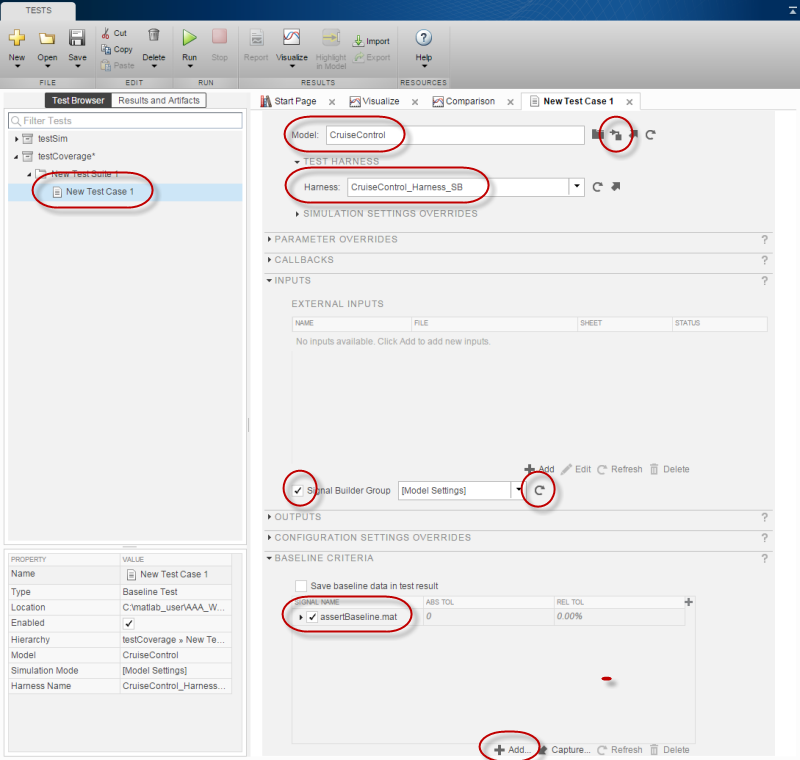 TESTS
New Open Save Cut Copy Paste Delete Run Stop Report Visualize Highlight in Model Import Export Help
FILE EDIT RUN RESULTS RESOURCES
Test Browser Results and Artifacts
Start Page Visualize Comparison New Test Case 1
Filter Tests
testSim
testCoverage*
New Test Suite 1
New Test Case 1
PROPERTY VALUE
Name New Test Case 1
Type Baseline Test
Location C:\matlab_user\AAA_W...
Enabled
Hierarchy testCoverage » New Te...
Model CruiseControl
Simulation Mode [Model Settings]
Harness Name CruiseControl_Harness...
Model: CruiseControl
TEST HARNESS
Harness: CruiseControl_Harness_SB
SIMULATION SETTINGS OVERRIDES
PARAMETER OVERRIDES ?
CALLBACKS ?
INPUTS ?
EXTERNAL INPUTS
NAME FILE SHEET STATUS
No inputs available. Click Add to add new inputs.
Add Edit Refresh Delete
Signal Builder Group [Model Settings]
OUTPUTS ?
CONFIGURATION SETTINGS OVERRIDES ?
BASELINE CRITERIA ?
Save baseline data in test result
SIGNAL NAME ABS TOL REL TOL
assertBaseline.mat 0 0.00%
Add... Capture... Refresh Delete